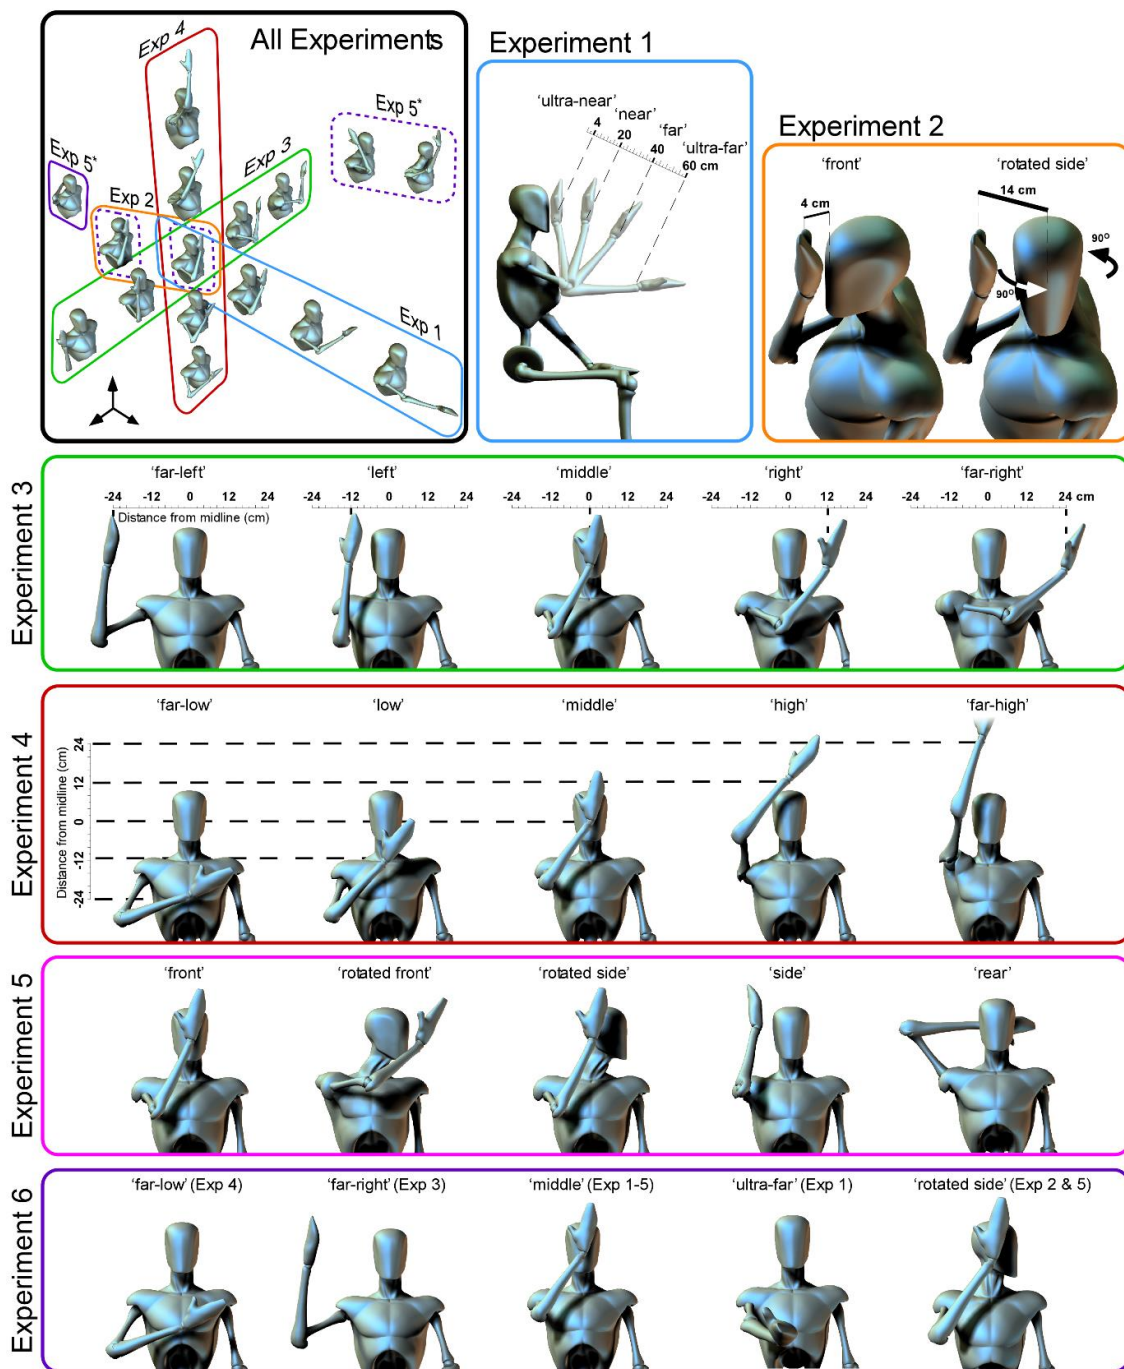 All Experiments
Exp 4
Exp 5*
Exp 5*
Exp 3
Exp 2
Exp 1
Experiment 1
'ultra-near'
'near'
'far'
'ultra-far'
4
20
40
60 cm
Experiment 2
'front'
'rotated side'
14 cm
4 cm
90°
90°
Experiment 3
'far-left' 'left' 'middle' 'right' 'far-right'
-24 -12 0 12 24 -24 -12 0 12 24 -24 -12 0 12 24 -24 -12 0 12 24 -24 -12 0 12 24 cm
Distance from midline (cm)
Experiment 4
'far-low' 'low' 'middle' 'high' 'far-high'
Distance from midline (cm)
24
12
0
-12
-24
Experiment 5
'front' 'rotated front' 'rotated side' 'side' 'rear'
Experiment 6
'far-low' (Exp 4) 'far-right' (Exp 3) 'middle' (Exp 1-5) 'ultra-far' (Exp 1) 'rotated side' (Exp 2 & 5)